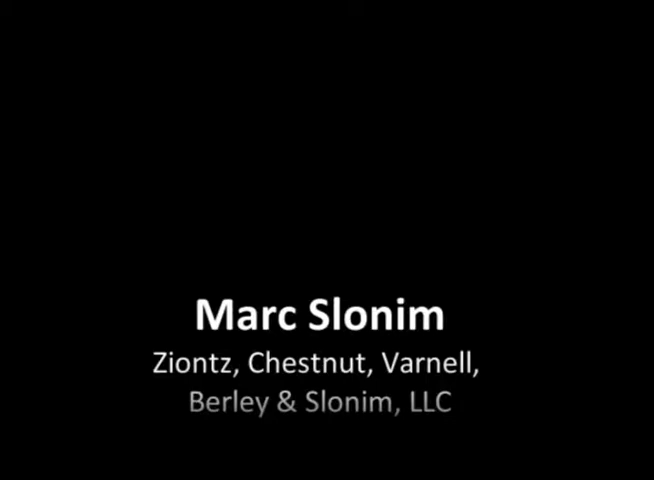 Marc Slonim
Ziontz, Chestnut, Varnell,
Berley & Slonim, LLC